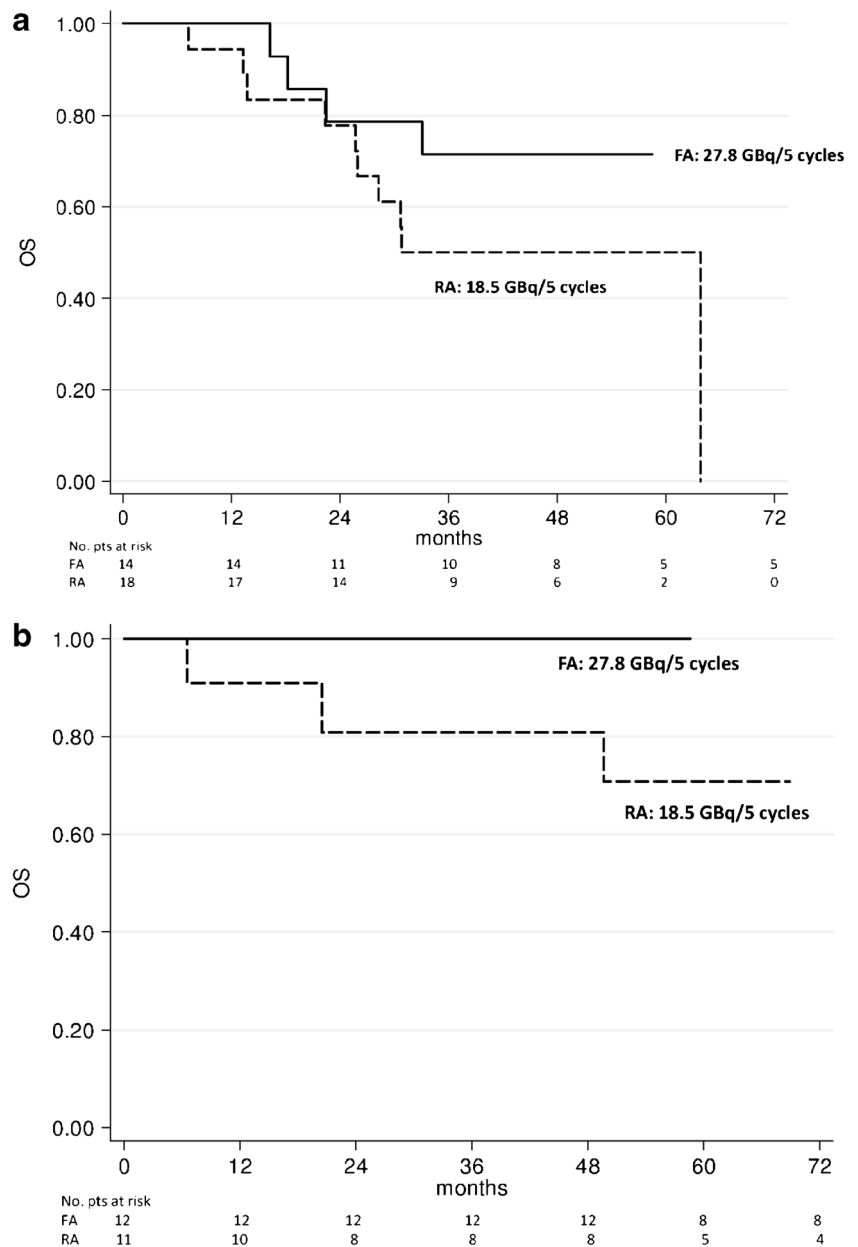 a
1.00
0.80
FA: 27.8 GBq/5 cycles
0.60
OS
RA: 18.5 GBq/5 cycles
0.40
0.20
0.00
0 12 24 36 48 60 72
months
No. pts at risk
FA 14 14 11 10 8 5 5
RA 18 17 14 9 6 2 0
b
1.00
FA: 27.8 GBq/5 cycles
0.80
RA: 18.5 GBq/5 cycles
0.60
OS
0.40
0.20
0.00
0 12 24 36 48 60 72
months
No. pts at risk
FA 12 12 12 12 12 8 8
RA 11 10 8 8 8 5 4